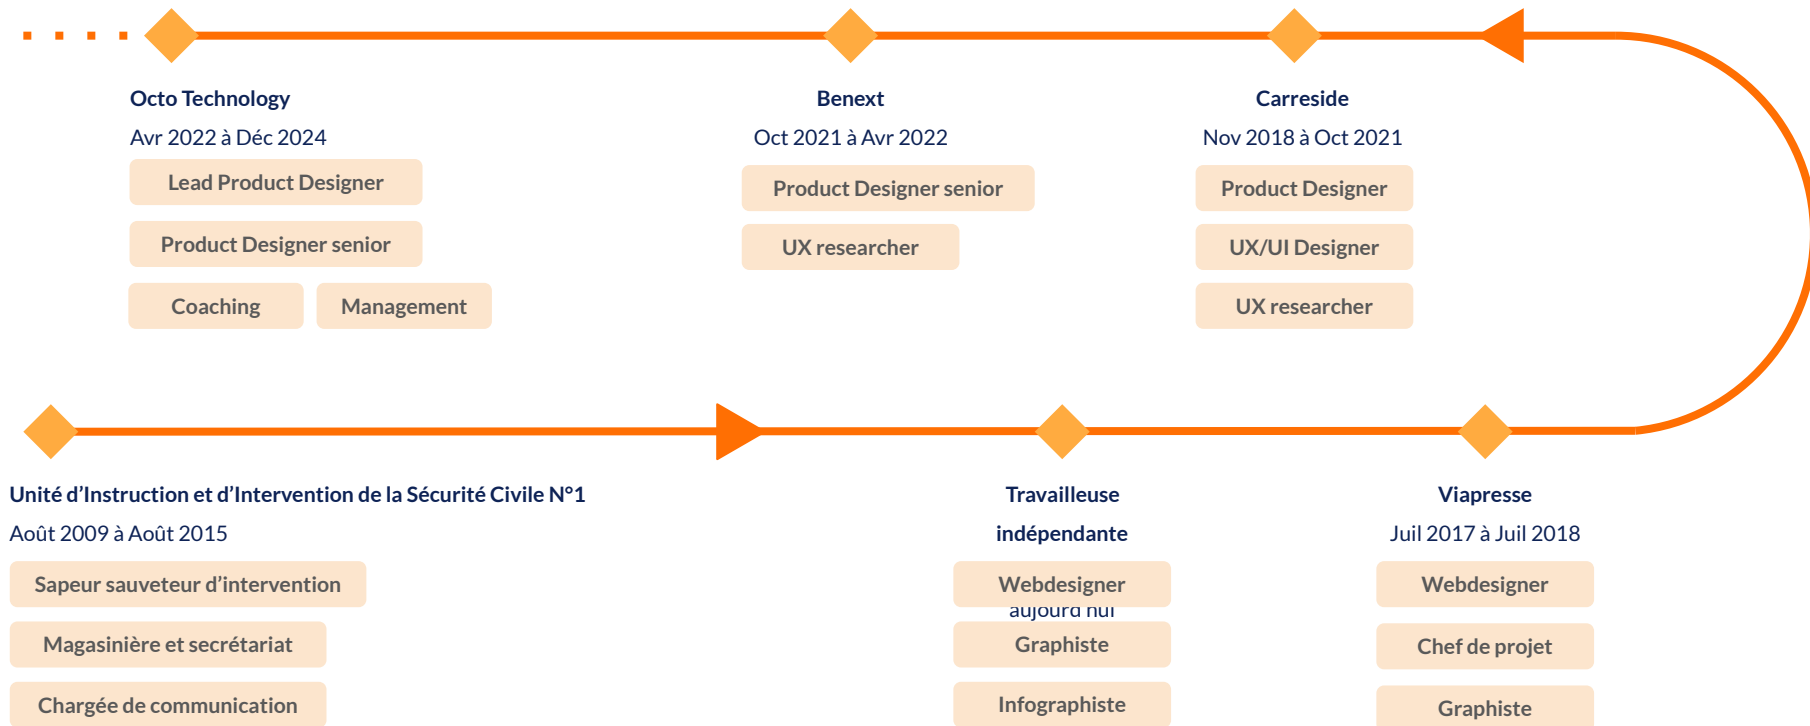 Octo Technology
Avr 2022 à Déc 2024
Lead Product Designer
Product Designer senior
Coaching
Management
Benext
Oct 2021 à Avr 2022
Product Designer senior
UX researcher
Carreside
Nov 2018 à Oct 2021
Product Designer
UX/UI Designer
UX researcher
Unité d’Instruction et d’Intervention de la Sécurité Civile N°1
Août 2009 à Août 2015
Sapeur sauveteur d’intervention
Magasinière et secrétariat
Chargée de communication
Travailleuse
indépendante
Webdesigner
aujourd'hui
Graphiste
Infographiste
Viapresse
Juil 2017 à Juil 2018
Webdesigner
Chef de projet
Graphiste